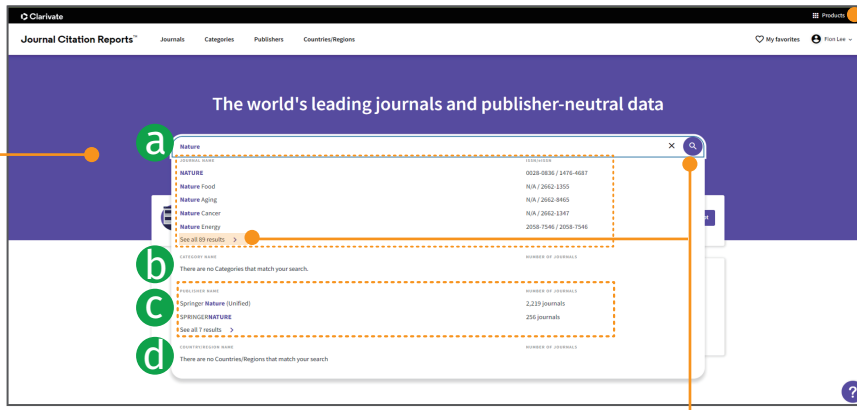 Clarivate
Products
Journal Citation Reports™ Journals Categories Publishers Countries/Regions My favorites Fion Lee
The world's leading journals and publisher-neutral data
a Nature
JOURNAL NAME ISSN/eISSN
NATURE 0028-0836 / 1476-4687
Nature Food N/A / 2662-1355
Nature Aging N/A / 2662-8465
Nature Cancer N/A / 2662-1347
Nature Energy 2058-7546 / 2058-7546
See all 89 results >
b CATEGORY NAME NUMBER OF JOURNALS
There are no Categories that match your search.
c PUBLISHER NAME NUMBER OF JOURNALS
Springer Nature (Unified) 2,219 journals
SPRINGERNATURE 256 journals
See all 7 results >
d COUNTRY/REGION NAME NUMBER OF JOURNALS
There are no Countries/Regions that match your search
?